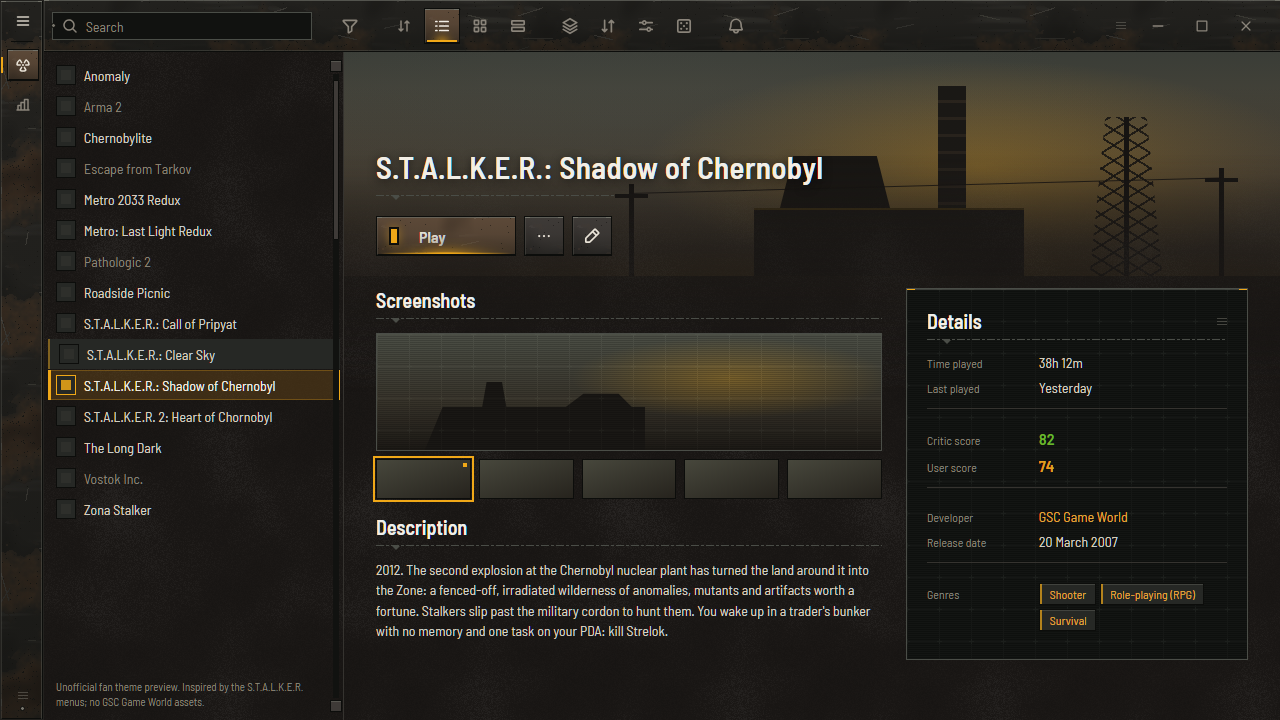 Search
Anomaly
Arma 2
Chernobylite
Escape from Tarkov
Metro 2033 Redux
Metro: Last Light Redux
Pathologic 2
Roadside Picnic
S.T.A.L.K.E.R.: Call of Pripyat
S.T.A.L.K.E.R.: Clear Sky
S.T.A.L.K.E.R.: Shadow of Chernobyl
S.T.A.L.K.E.R. 2: Heart of Chornobyl
The Long Dark
Vostok Inc.
Zona Stalker
Unofficial fan theme preview. Inspired by the S.T.A.L.K.E.R.
menus; no GSC Game World assets.
S.T.A.L.K.E.R.: Shadow of Chernobyl
Play
Screenshots
Description
2012. The second explosion at the Chernobyl nuclear plant has turned the land around it into
the Zone: a fenced-off, irradiated wilderness of anomalies, mutants and artifacts worth a
fortune. Stalkers slip past the military cordon to hunt them. You wake up in a trader's bunker
with no memory and one task on your PDA: kill Strelok.
Details
Time played 38h 12m
Last played Yesterday
Critic score 82
User score 74
Developer GSC Game World
Release date 20 March 2007
Genres Shooter Role-playing (RPG)
Survival